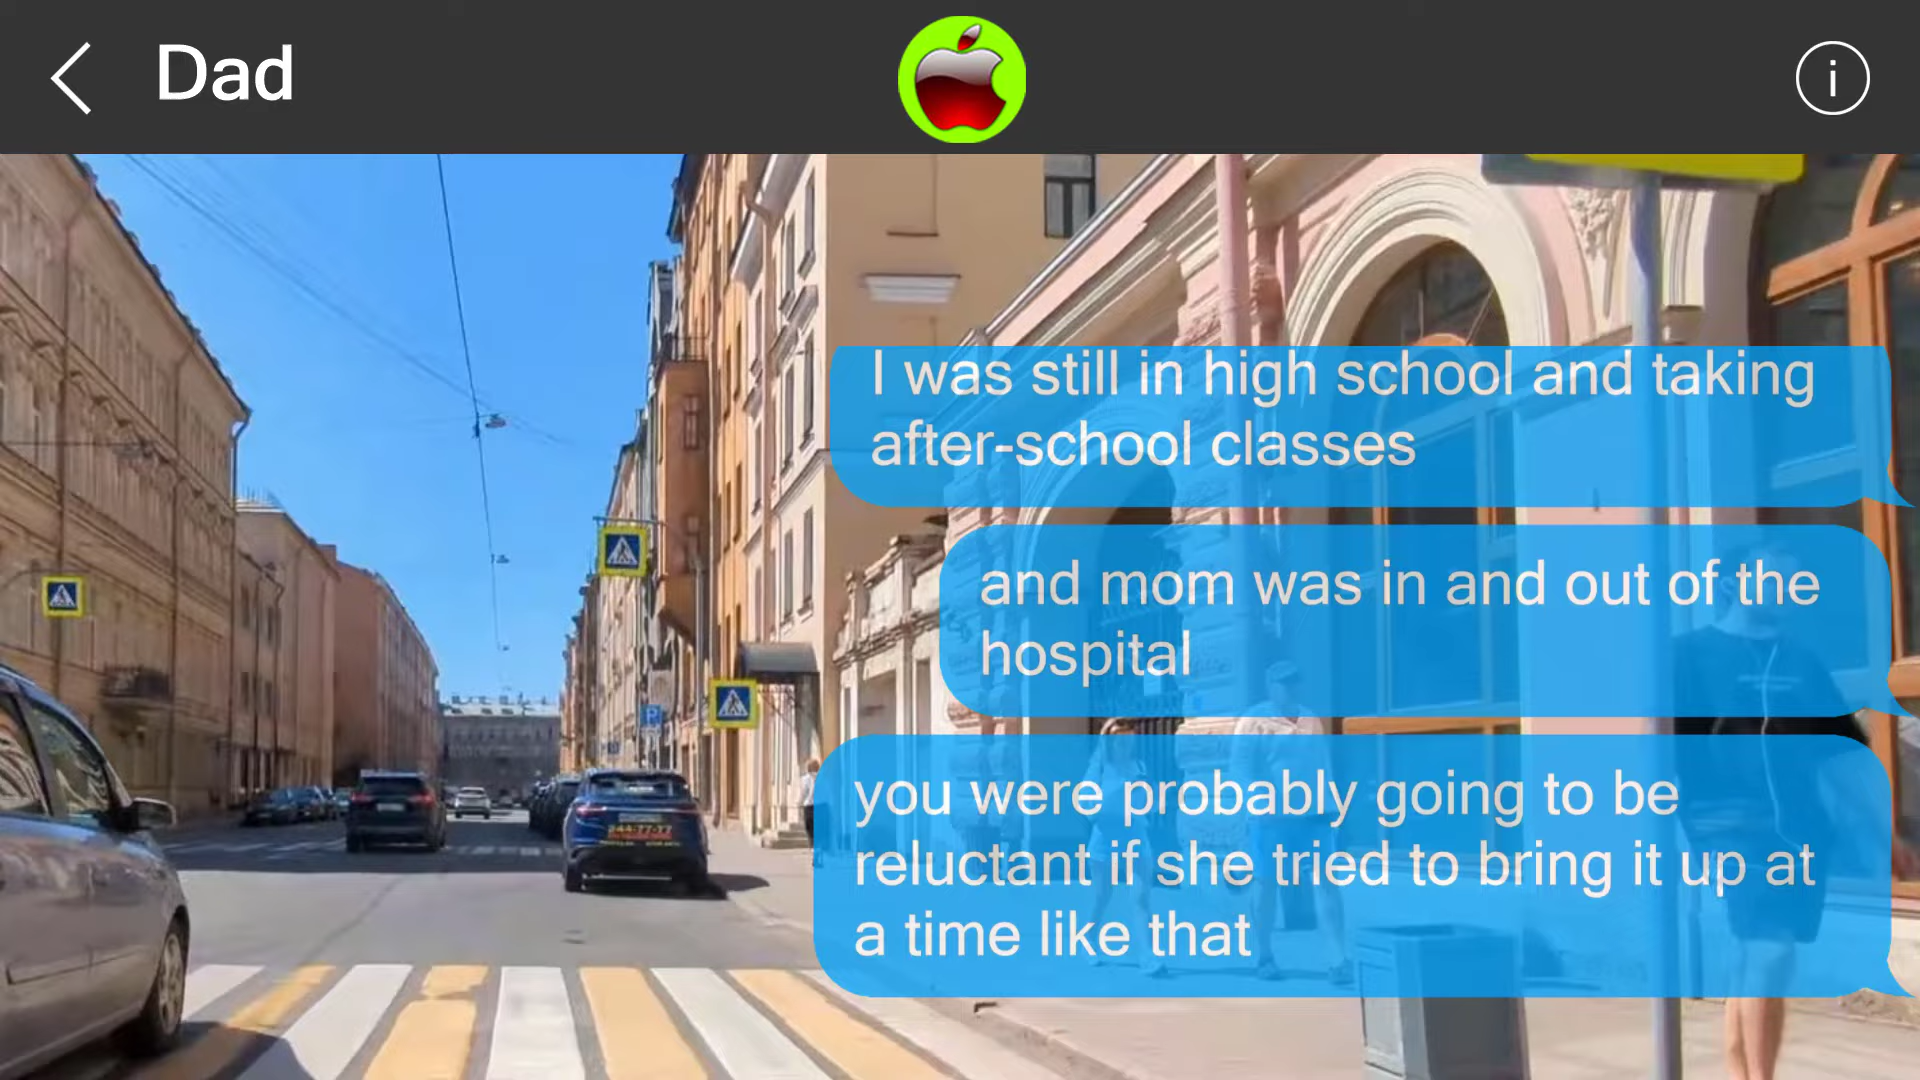 Dad
I was still in high school and taking
after-school classes
and mom was in and out of the
hospital
you were probably going to be
reluctant if she tried to bring it up at
a time like that
P